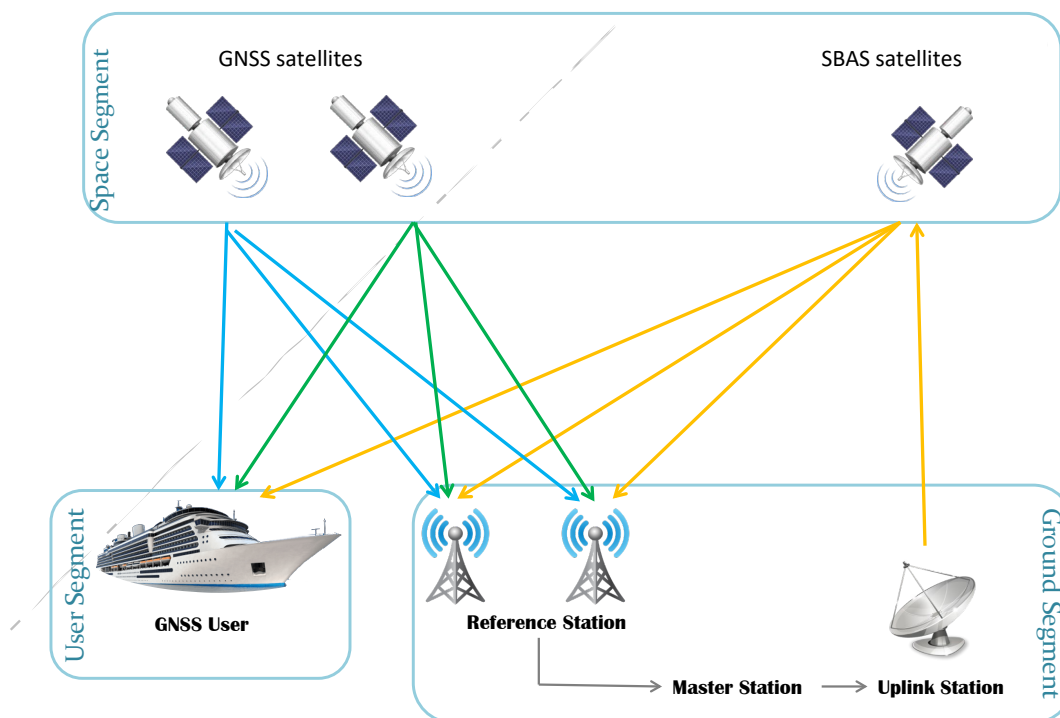 GNSS satellites
SBAS satellites
Space Segment
User Segment
GNSS User
Reference Station
Master Station
Uplink Station
Ground Segment